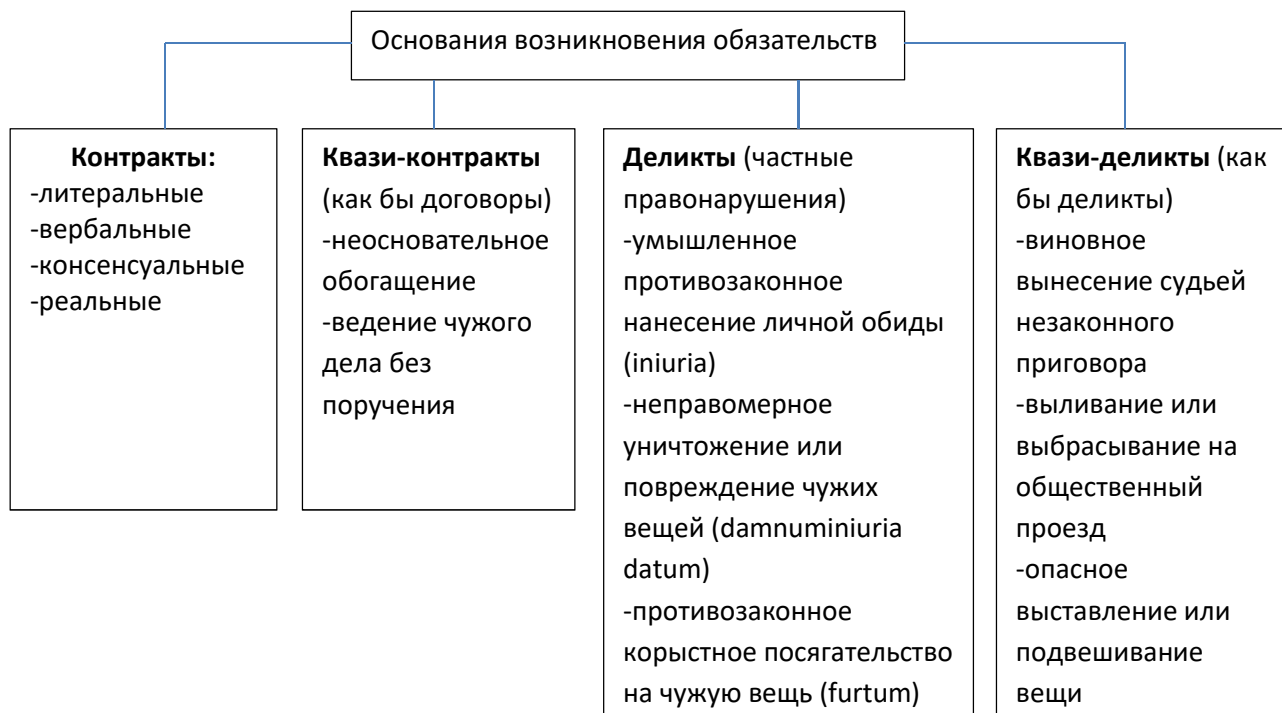 Основания возникновения обязательств
Контракты:
-литеральные
-вербальные
-консенсуальные
-реальные
Квази-контракты
(как бы договоры)
-неосновательное
обогащение
-ведение чужого
дела без
поручения
Деликты (частные
правонарушения)
-умышленное
противозаконное
нанесение личной обиды
(iniuria)
-неправомерное
уничтожение или
повреждение чужих
вещей (damnuminiuria
datum)
-противозаконное
корыстное посягательство
на чужую вещь (furtum)
Квази-деликты (как
бы деликты)
-виновное
вынесение судьей
незаконного
приговора
-выливание или
выбрасывание на
общественный
проезд
-опасное
выставление или
подвешивание
вещи